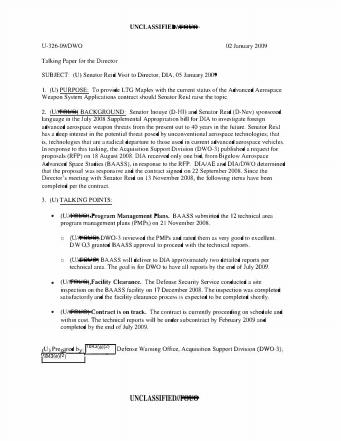 UNCLASSIFIED//FOUO
U-326-09/DWO 02 January 2009
Talking Paper for the Director
SUBJECT: (U) Senator Reid Visit to Director, DIA, 05 January 2009
1. (U) PURPOSE: To provide LTG Maples with the current status of the Advanced Aerospace
Weapon System Applications contract should Senator Reid raise the topic.
2. (U//FOUO) BACKGROUND: Senator Inouye (D-HI) and Senator Reid (D-Nev) sponsored
language in the July 2008 Supplemental Appropriation bill for DIA to investigate foreign
advanced aerospace weapon threats from the present out to 40 years in the future. Senator Reid
has a deep interest in the potential threat posed by unconventional aerospace technologies; that
is, technologies that are a radical departure to those used in current advanced aerospace vehicles.
In response to this tasking, the Acquisition Support Division (DWO-3) published a request for
proposals (RFP) on 18 August 2008. DIA received only one bid, from Bigelow Aerospace
Advanced Space Studies (BAASS), in response to the RFP. DIA/AE and DIA/DWO determined
that the proposal was responsive and the contract signed on 22 September 2008. Since the
Director's meeting with Senator Reid on 13 November 2008, the following items have been
completed per the contract.
3. (U) TALKING POINTS:
• (U//FOUO) Program Management Plans. BAASS submitted the 12 technical area
program management plans (PMPs) on 21 November 2008.
o (U//FOUO) DWO-3 reviewed the PMPs and rated them as very good to excellent.
DWO-3 granted BAASS approval to proceed with the technical reports.
o (U//FOUO) BAASS will deliver to DIA approximately two detailed reports per
technical area. The goal is for DWO to have all reports by the end of July 2009.
• (U//FOUO) Facility Clearance. The Defense Security Service conducted a site
inspection on the BAASS facility on 17 December 2008. The inspection was completed
satisfactorily and the facility clearance process is expected to be completed shortly.
• (U//FOUO) Contract is on track. The contract is currently proceeding on schedule and
within cost. The technical reports will be under subcontract by February 2009 and
completed by the end of July 2009.
(U) Prepared by: Defense Warning Office, Acquisition Support Division (DWO-3),
UNCLASSIFIED//FOUO